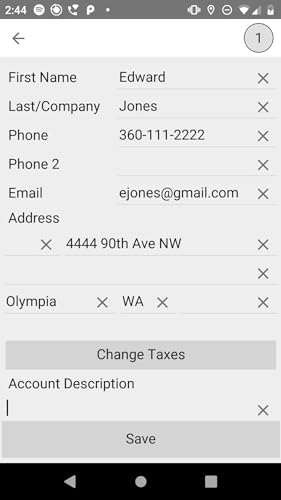 2:44
1
First Name Edward
Last/Company Jones
Phone 360-111-2222
Phone 2
Email ejones@gmail.com
Address
4444 90th Ave NW
Olympia WA
Change Taxes
Account Description
Save